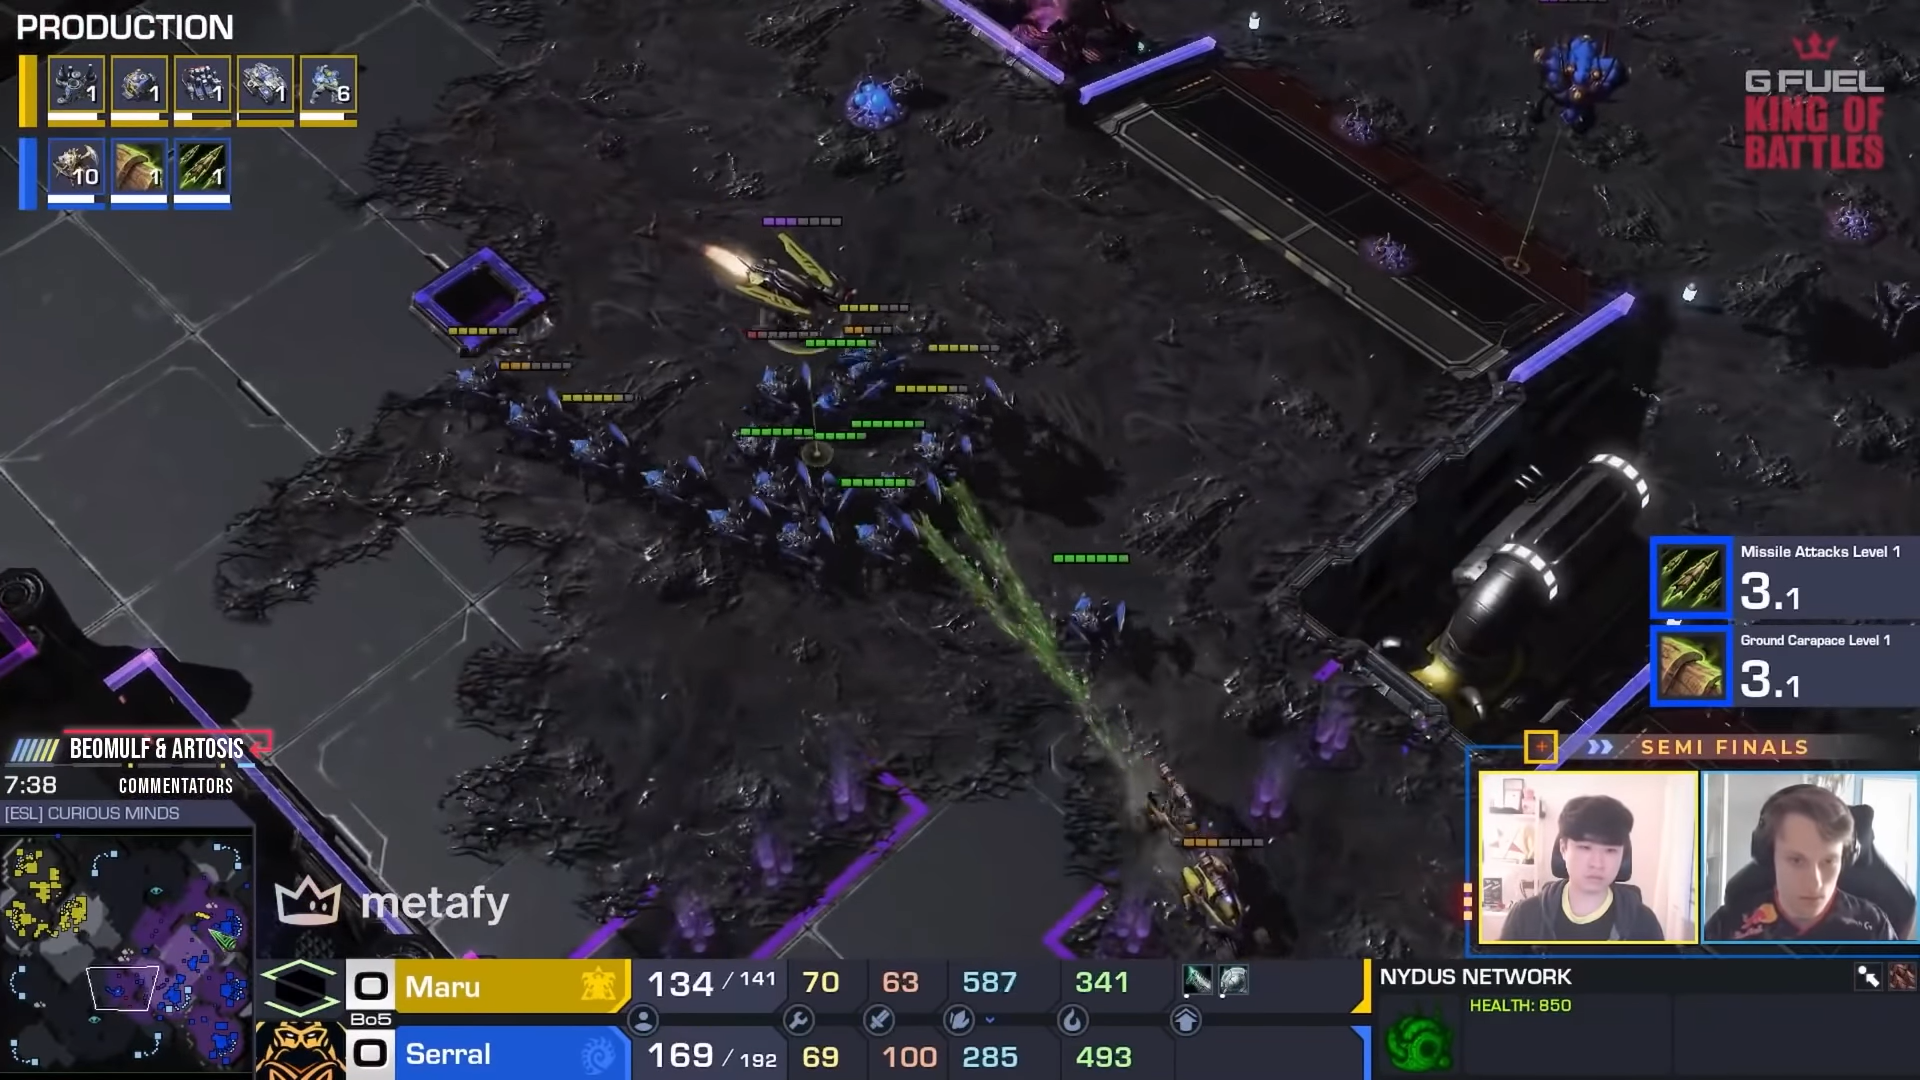 PRODUCTION
1 1 1 1 6
10 1 1
G FUEL
KING OF
BATTLES
Missile Attacks Level 1
3.1
Ground Carapace Level 1
3.1
BEOMULF & ARTOSIS
7:38 COMMENTATORS
[ESL] CURIOUS MINDS
SEMI FINALS
metafy
0 Maru 134 / 141 70 63 587 341
Bo5
0 Serral 169 / 192 69 100 285 493
NYDUS NETWORK
HEALTH: 850